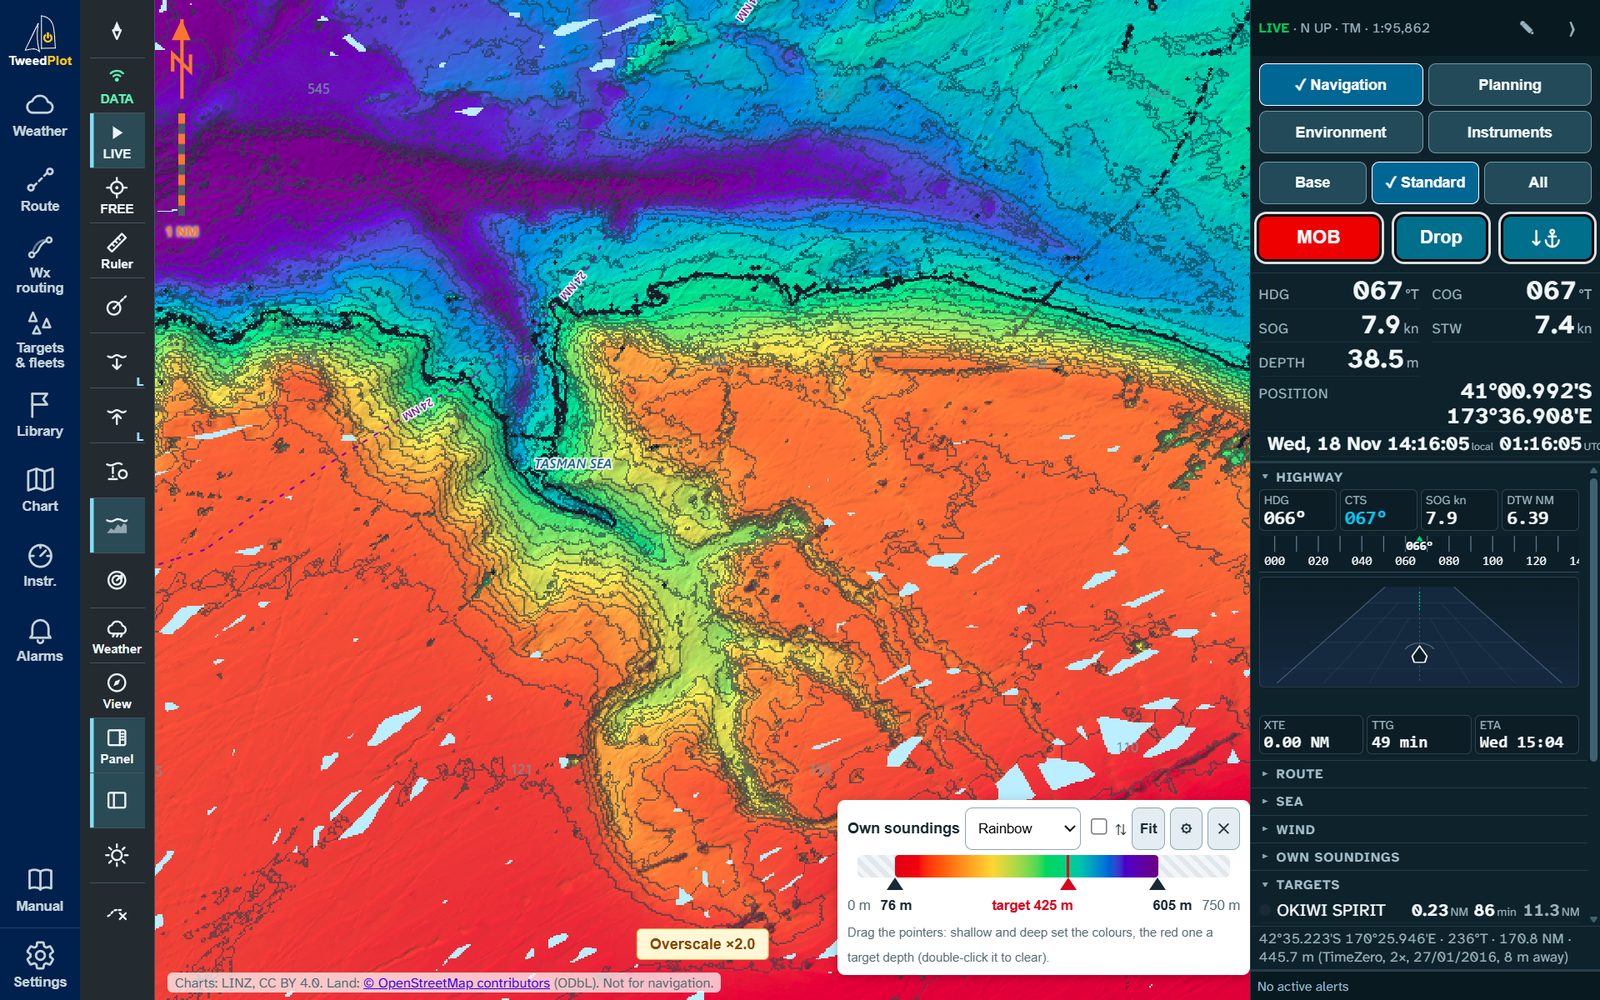 TweedPlot
Weather
Route
Wx
routing
Targets
& fleets
Library
Chart
Instr.
Alarms
Manual
Settings
DATA
LIVE
FREE
Ruler
L
L
Weather
View
Panel
N
1 NM
545
24 NM
564
24 NM
TASMAN SEA
121
110
Overscale ×2.0
Charts: LINZ, CC BY 4.0. Land: © OpenStreetMap contributors (ODbL). Not for navigation.
Own soundings
Rainbow
Fit
0 m
76 m
target 425 m
605 m
750 m
Drag the pointers: shallow and deep set the colours, the red one a
target depth (double-click it to clear).
LIVE · N UP · TM · 1:95,862
✓ Navigation
Planning
Environment
Instruments
Base
✓ Standard
All
MOB
Drop
HDG 067 °T COG 067 °T
SOG 7.9 kn STW 7.4 kn
DEPTH 38.5 m
POSITION 41°00.992'S
173°36.908'E
Wed, 18 Nov 14:16:05 local 01:16:05 UTC
HIGHWAY
HDG CTS SOG kn DTW NM
066° 067° 7.9 6.39
066°
000 020 040 060 080 100 120
XTE TTG ETA
0.00 NM 49 min Wed 15:04
ROUTE
SEA
WIND
OWN SOUNDINGS
TARGETS
OKIWI SPIRIT 0.23 NM 86 min 11.3 NM
42°35.223'S 170°25.946'E · 236°T · 170.8 NM ·
445.7 m (TimeZero, 2×, 27/01/2016, 8 m away)
No active alerts